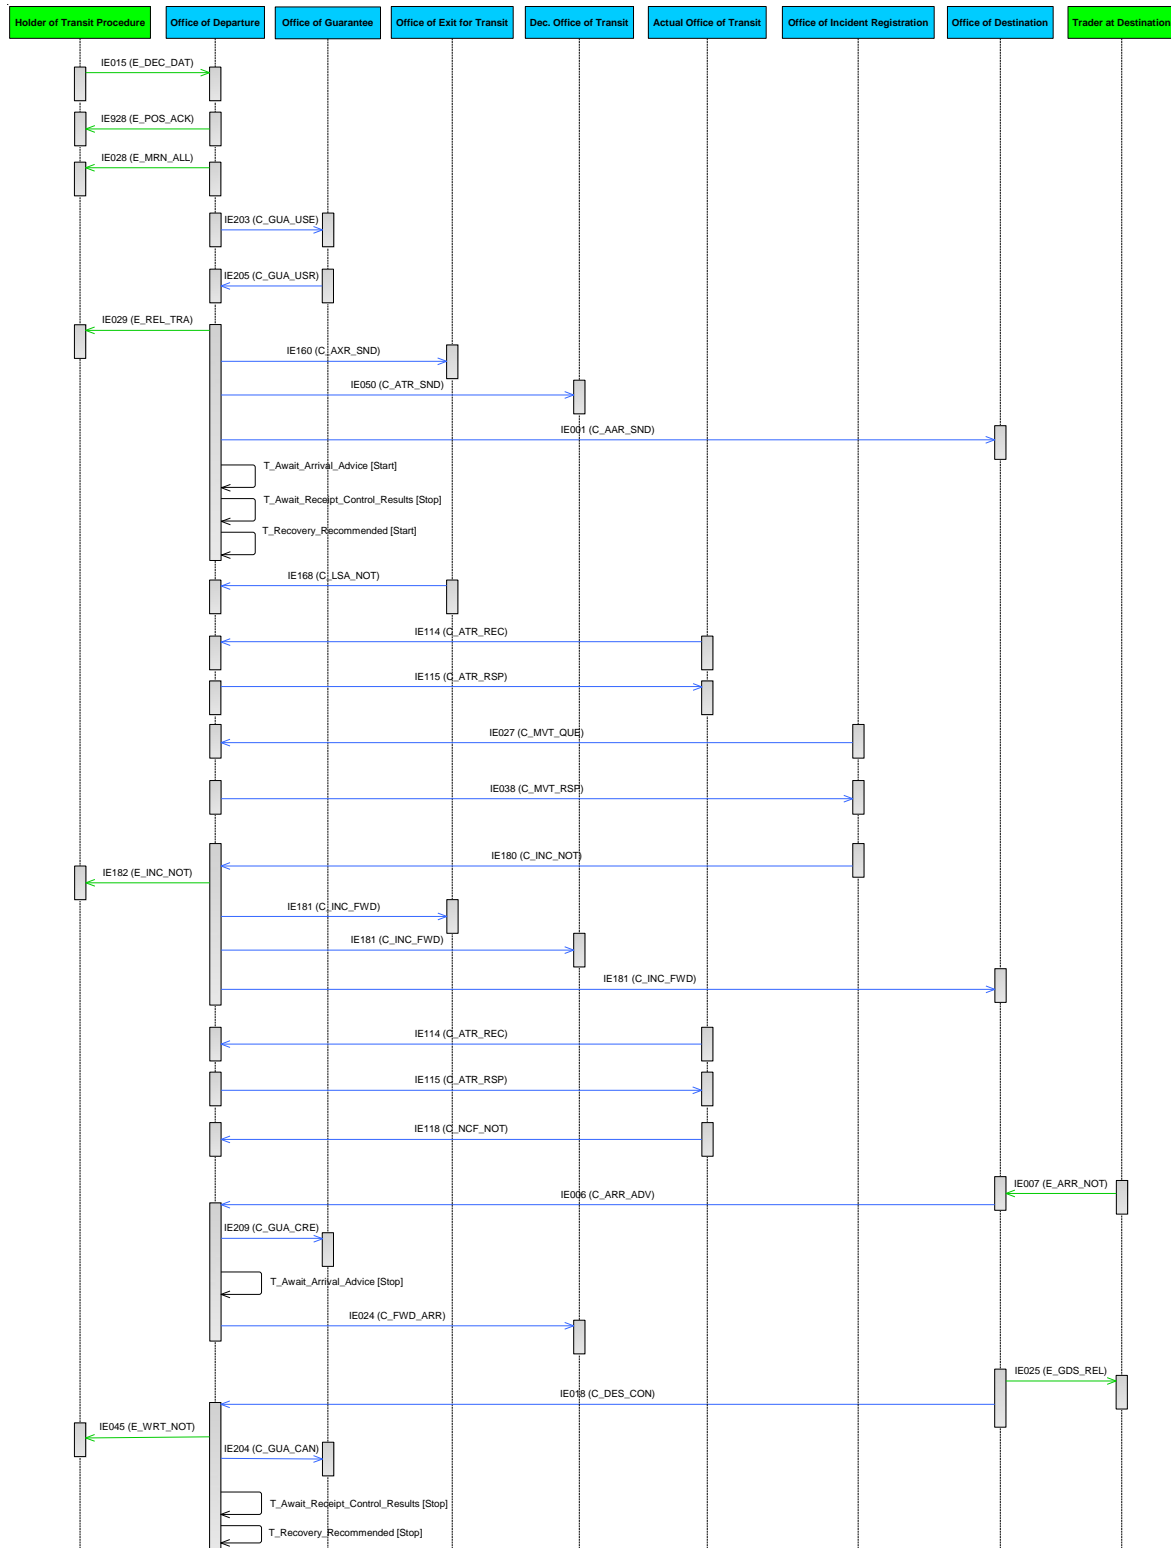 Holder of Transit Procedure
Office of Departure
Office of Guarantee
Office of Exit for Transit
Dec. Office of Transit
Actual Office of Transit
Office of Incident Registration
Office of Destination
Trader at Destination
IE015 (E_DEC_DAT)
IE928 (E_POS_ACK)
IE028 (E_MRN_ALL)
IE203 (C_GUA_USE)
IE205 (C_GUA_USR)
IE029 (E_REL_TRA)
IE160 (C_AXR_SND)
IE050 (C_ATR_SND)
IE001 (C_AAR_SND)
T_Await_Arrival_Advice [Start]
T_Await_Receipt_Control_Results [Stop]
T_Recovery_Recommended [Start]
IE168 (C_LSA_NOT)
IE114 (C_ATR_REC)
IE115 (C_ATR_RSP)
IE027 (C_MVT_QUE)
IE038 (C_MVT_RSP)
IE180 (C_INC_NOT)
IE182 (E_INC_NOT)
IE181 (C_INC_FWD)
IE181 (C_INC_FWD)
IE181 (C_INC_FWD)
IE114 (C_ATR_REC)
IE115 (C_ATR_RSP)
IE118 (C_NCF_NOT)
IE007 (E_ARR_NOT)
IE006 (C_ARR_ADV)
IE209 (C_GUA_CRE)
T_Await_Arrival_Advice [Stop]
IE024 (C_FWD_ARR)
IE025 (E_GDS_REL)
IE018 (C_DES_CON)
IE045 (E_WRT_NOT)
IE204 (C_GUA_CAN)
T_Await_Receipt_Control_Results [Stop]
T_Recovery_Recommended [Stop]